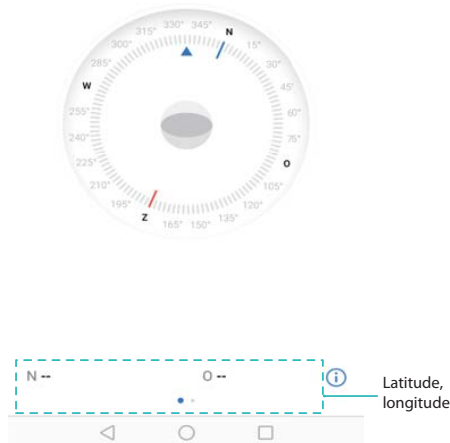 330° 345° N 15°
315° 30°
300° 45°
285° 60°
W 75°
255° O
240° 105°
225° 120°
210° 135°
195° Z 165° 150°
N -- O --
Latitude,
longitude